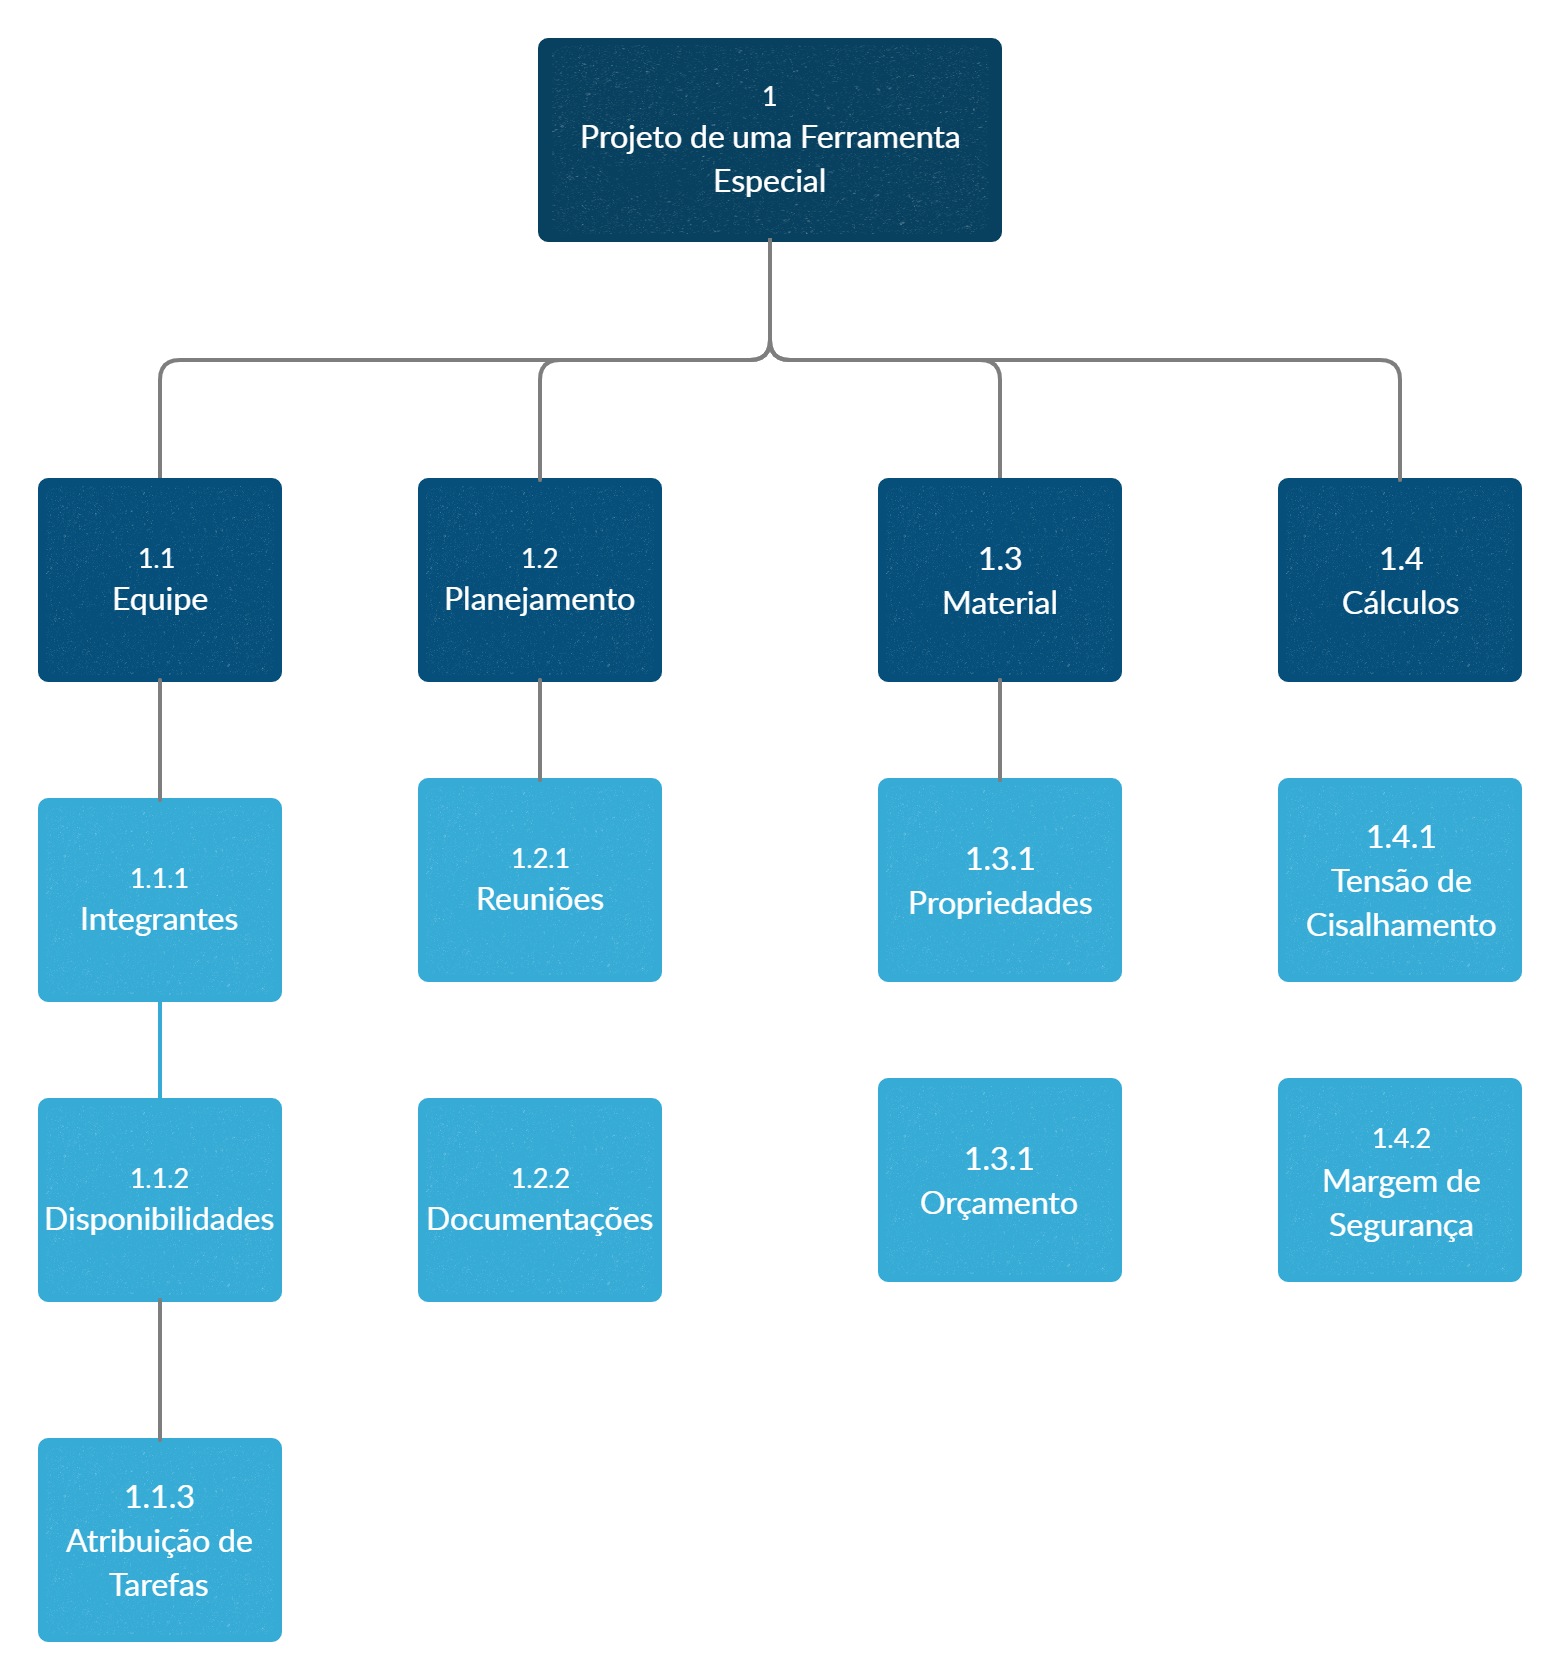 1
Projeto de uma Ferramenta
Especial
1.1
Equipe
1.2
Planejamento
1.3
Material
1.4
Cálculos
1.1.1
Integrantes
1.2.1
Reuniões
1.3.1
Propriedades
1.4.1
Tensão de
Cisalhamento
1.1.2
Disponibilidades
1.2.2
Documentações
1.3.1
Orçamento
1.4.2
Margem de
Segurança
1.1.3
Atribuição de
Tarefas